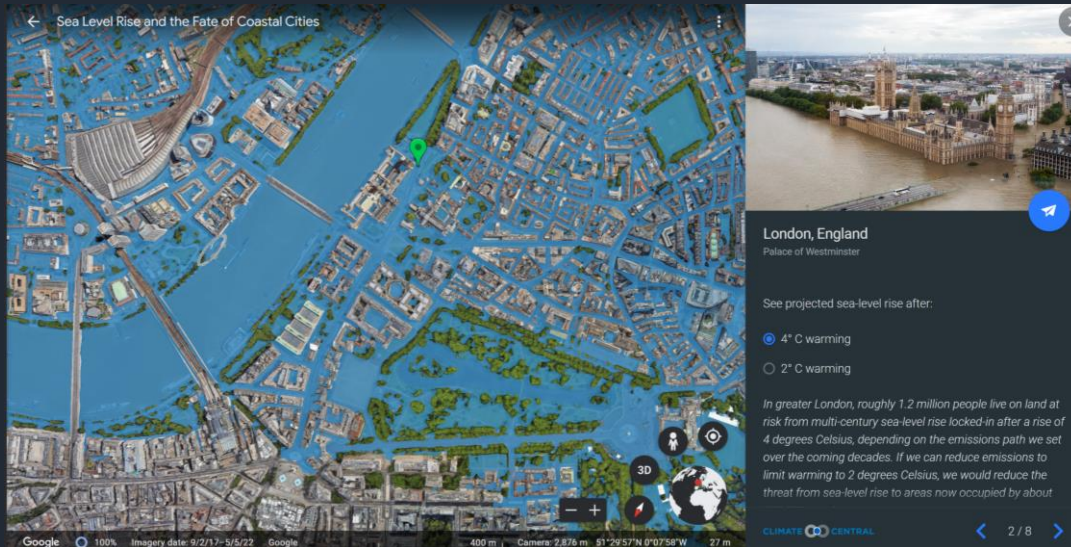 Sea Level Rise and the Fate of Coastal Cities
London, England
Palace of Westminster
See projected sea-level rise after:
4° C warming
2° C warming
In greater London, roughly 1.2 million people live on land at
risk from multi-century sea-level rise locked-in after a rise of
4 degrees Celsius, depending on the emissions path we set
over the coming decades. If we can reduce emissions to
limit warming to 2 degrees Celsius, we would reduce the
threat from sea-level rise to areas now occupied by about
3D
CLIMATE CENTRAL
2 / 8
Google 100% Imagery date: 9/2/17–5/5/22 Google 400 m Camera: 2,876 m 51°29'57"N 0°07'58"W 27 m